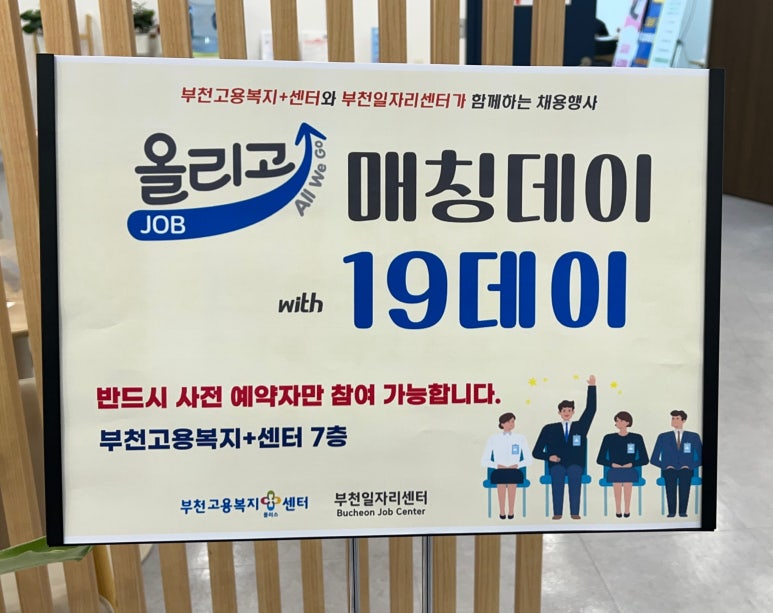 부천고용복지+센터와 부천일자리센터가 함께하는 채용행사
올리고 All We Go
JOB
매칭데이
with 19데이
반드시 사전 예약자만 참여 가능합니다.
부천고용복지+센터 7층
부천고용복지플러스센터 부천일자리센터
Bucheon Job Center